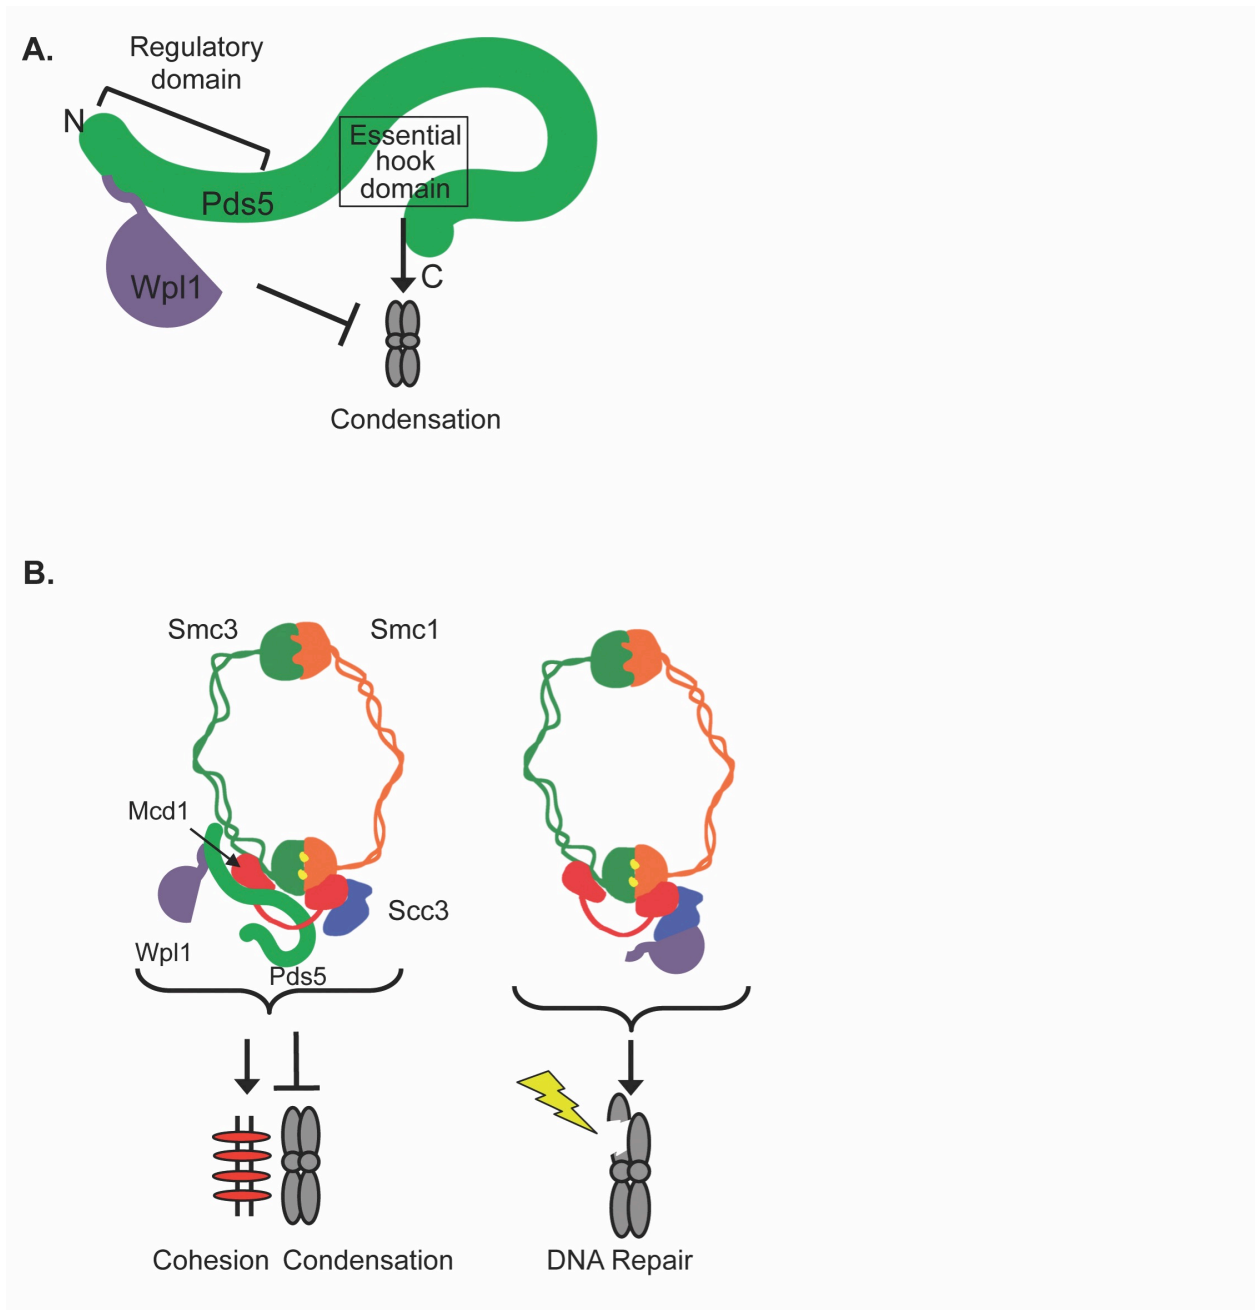 A.
Regulatory
domain
N
Essential
hook
domain
Pds5
Wpl1
C
Condensation
B.
Smc3
Smc1
Mcd1
Scc3
Wpl1
Pds5
Cohesion
Condensation
DNA Repair